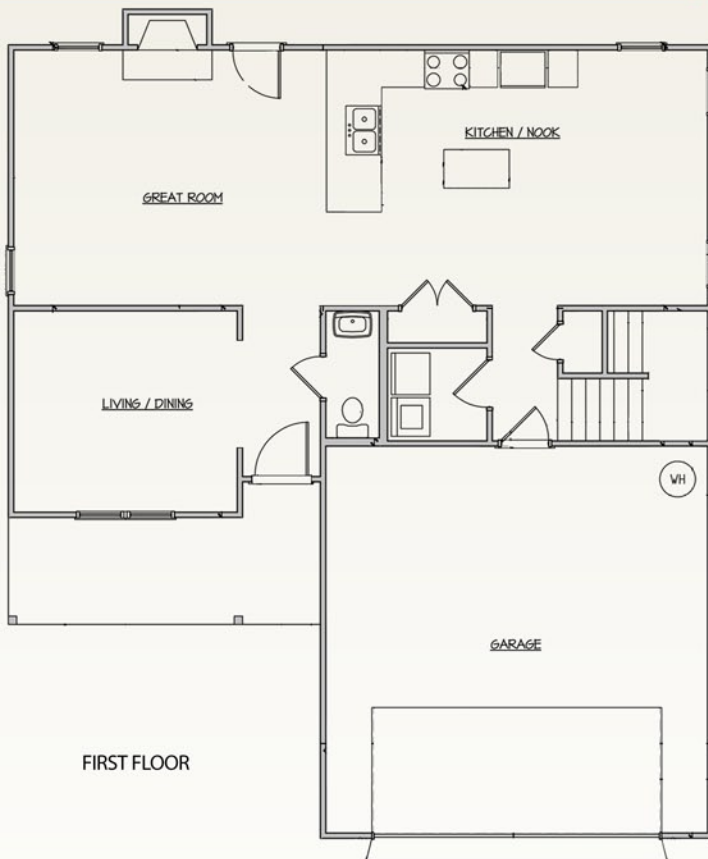 KITCHEN / NOOK
GREAT ROOM
LIVING / DINING
WH
GARAGE
FIRST FLOOR